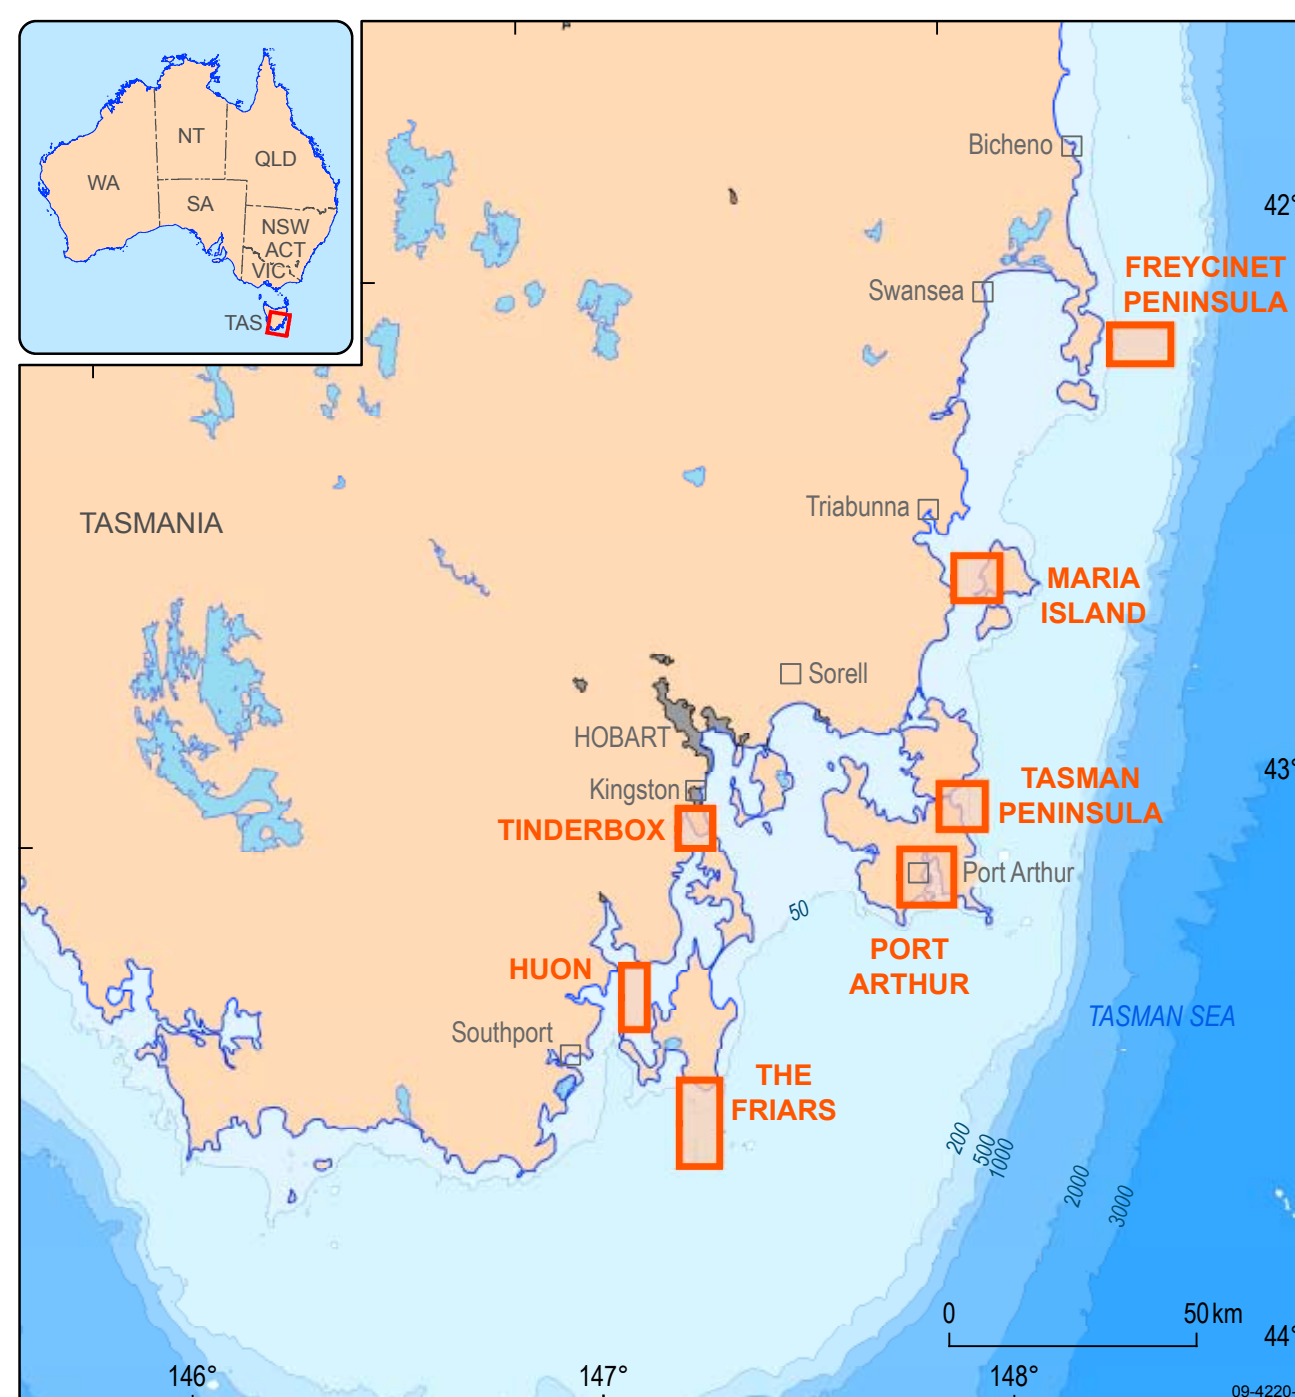 NT
QLD
WA
SA
NSW
ACT
VIC
TAS
Bicheno
42°
FREYCINET
PENINSULA
Swansea
Triabunna
TASMANIA
MARIA
ISLAND
Sorell
HOBART
43°
Kingston
TASMAN
PENINSULA
TINDERBOX
Port Arthur
50
PORT
ARTHUR
HUON
TASMAN SEA
Southport
THE
FRIARS
200
500
1000
2000
3000
0
50 km
44°
146°
147°
148°
09-4220-